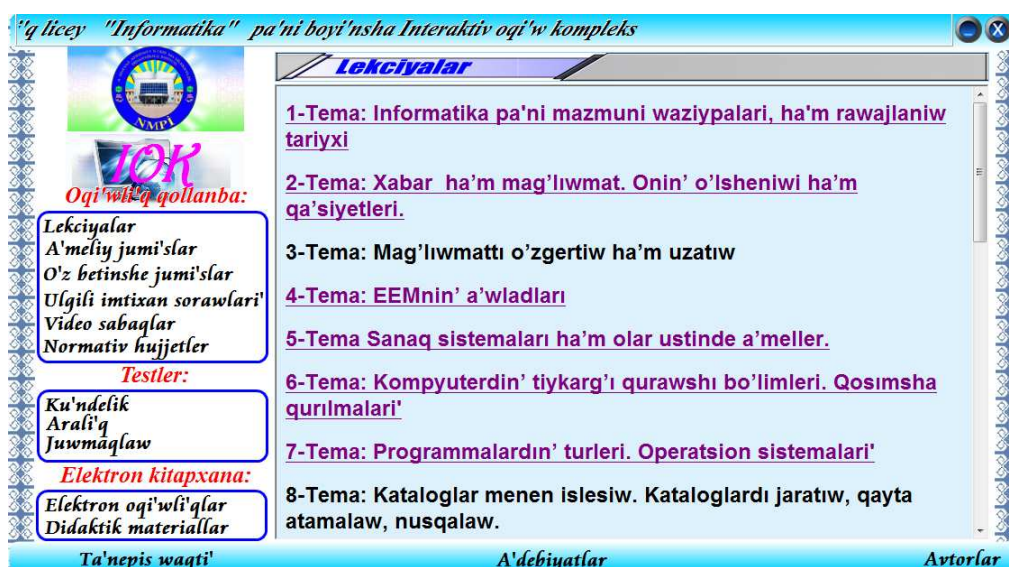 i'q licey "Informatika" pa'ni boyi'nsha Interaktiv oqi'w kompleks
NMPI
IOK
Oqi'wli'q qollanba:
Lekciyalar
A'meliy jumi'slar
O'z betinshe jumi'slar
Ulgili imtixan sorawlari'
Video sabaqlar
Normativ hujjetler
Testler:
Ku'ndelik
Arali'q
Juwmaqlaw
Elektron kitapxana:
Elektron oqi'wli'qlar
Didaktik materiallar
Lekciyalar
1-Tema: Informatika pa'ni mazmuni waziypalari, ha'm rawajlaniw
tariyxi
2-Tema: Xabar ha’m mag’lıwmat. Onin’ o’lsheniwi ha’m
qa’siyetleri.
3-Tema: Mag’lıwmattı o’zgertiw ha’m uzatıw
4-Tema: EEMnin’ a’wladları
5-Tema Sanaq sistemaları ha’m olar ustinde a’meller.
6-Tema: Kompyuterdin’ tiykarg’ı qurawshı bo’limleri. Qosımsha
qurılmalari'
7-Tema: Programmalardın’ turleri. Operatsion sistemalari'
8-Tema: Kataloglar menen islesiw. Kataloglardı jaratıw, qayta
atamalaw, nusqalaw.
Ta'nepis waqti'
A'debiyatlar
Avtorlar